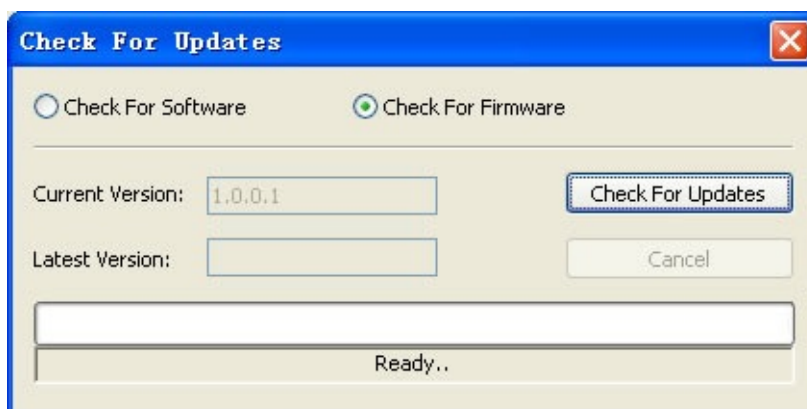 Check For Updates
Check For Software
Check For Firmware
Current Version: 1.0.0.1
Check For Updates
Latest Version:
Cancel
Ready..